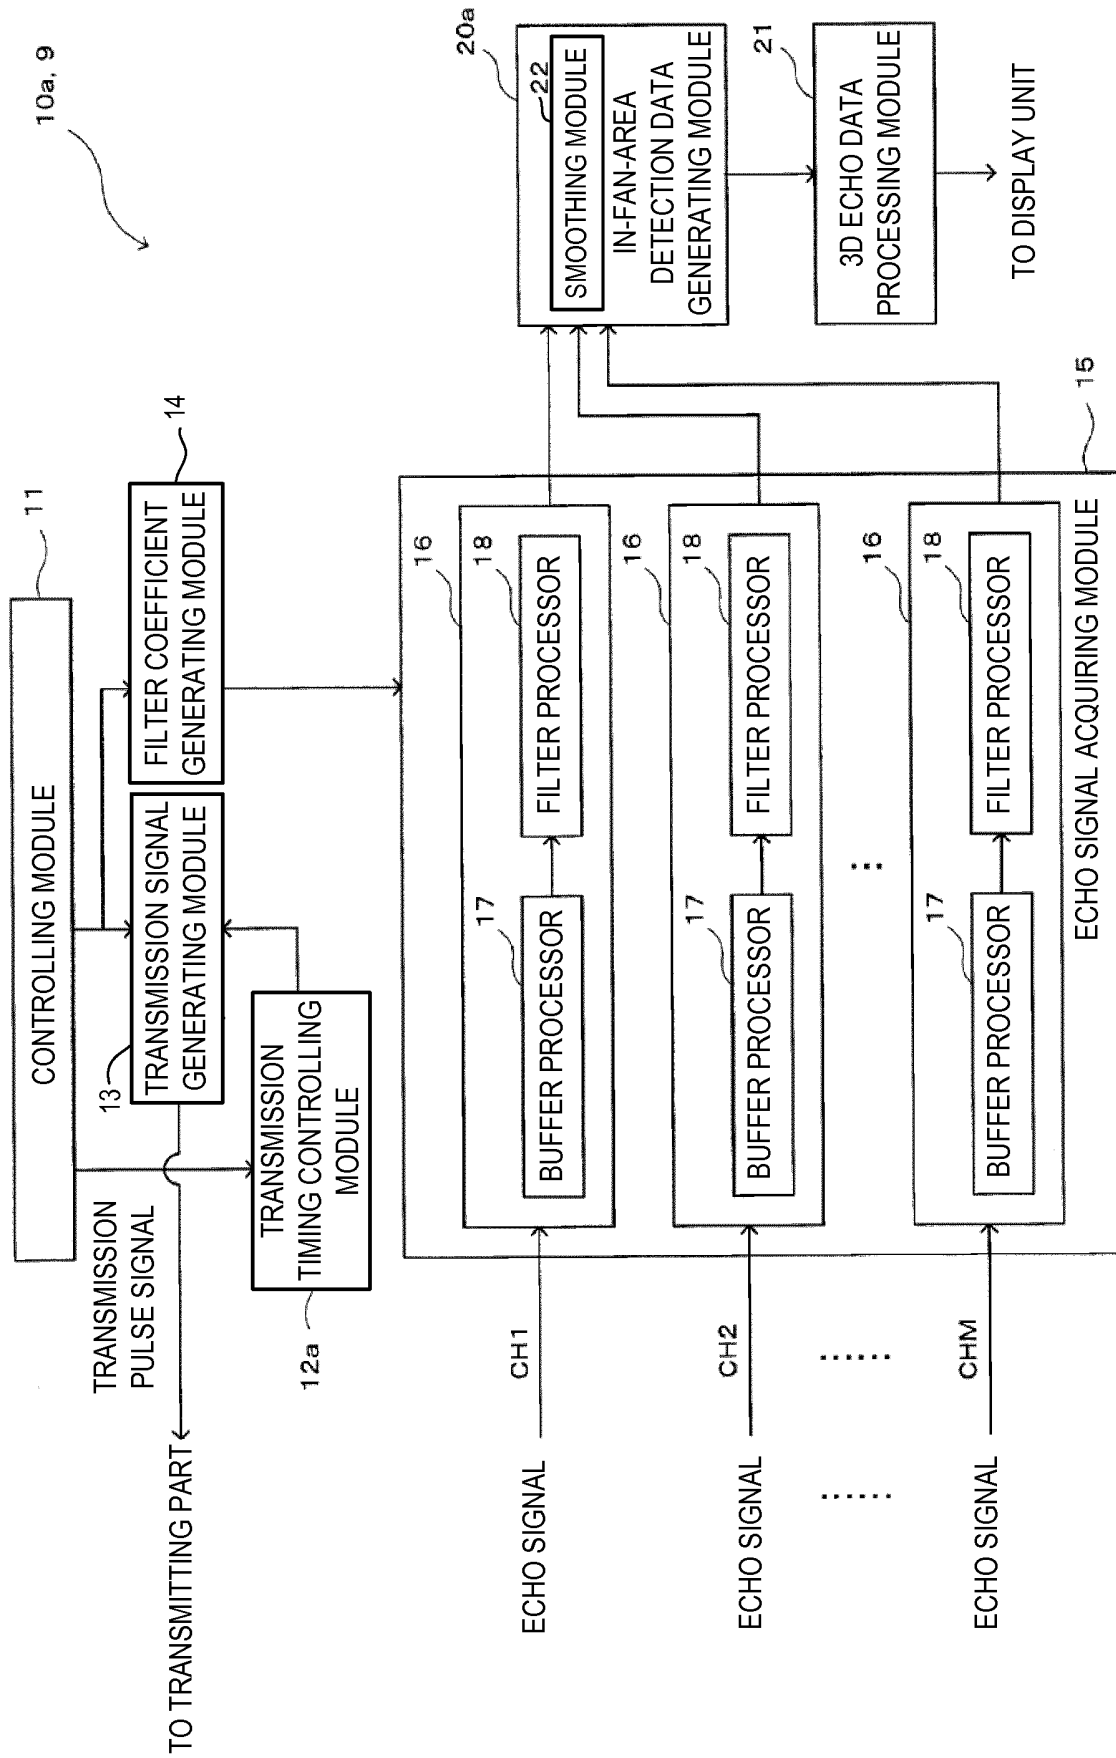 10a, 9
11
CONTROLLING MODULE
TRANSMISSION
PULSE SIGNAL
TO TRANSMITTING PART
13
TRANSMISSION SIGNAL
GENERATING MODULE
14
FILTER COEFFICIENT
GENERATING MODULE
12a
TRANSMISSION
TIMING CONTROLLING
MODULE
ECHO SIGNAL
CH1
16
17
BUFFER PROCESSOR
18
FILTER PROCESSOR
ECHO SIGNAL
CH2
16
17
BUFFER PROCESSOR
18
FILTER PROCESSOR
......
......
...
ECHO SIGNAL
CHM
16
17
BUFFER PROCESSOR
18
FILTER PROCESSOR
ECHO SIGNAL ACQUIRING MODULE
15
20a
22
SMOOTHING MODULE
IN-FAN-AREA
DETECTION DATA
GENERATING MODULE
21
3D ECHO DATA
PROCESSING MODULE
TO DISPLAY UNIT